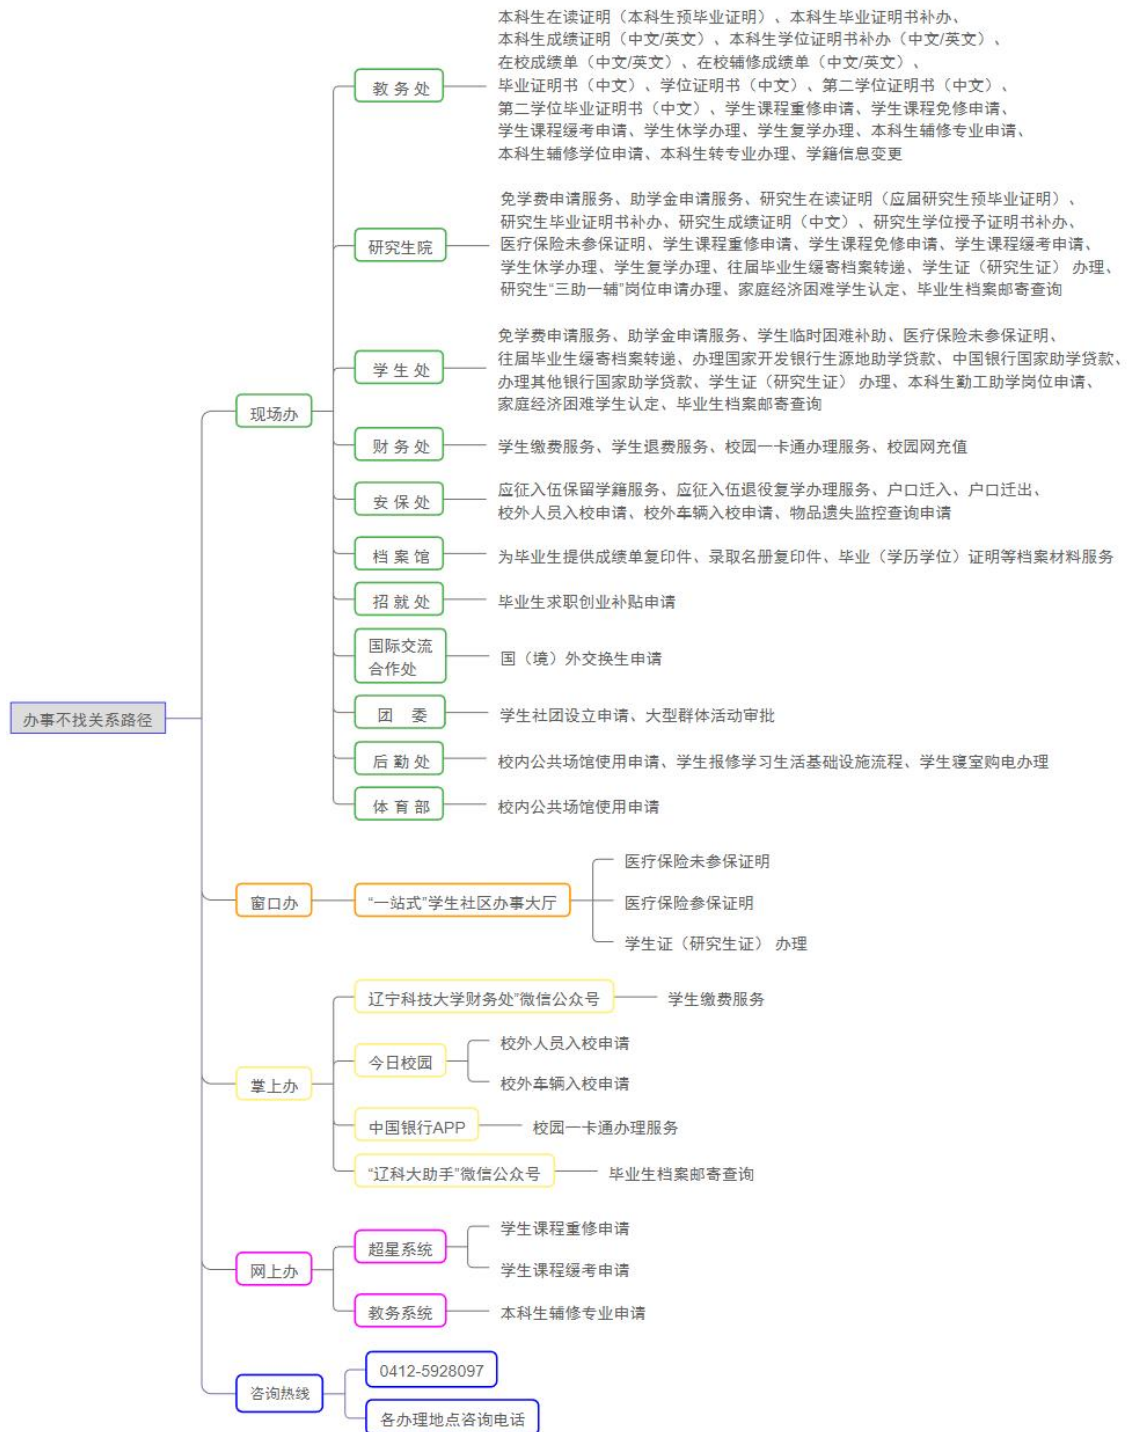 办事不找关系路径
现场办
教 务 处
本科生在读证明（本科生预毕业证明）、本科生毕业证明书补办、
本科生成绩证明（中文/英文）、本科生学位证明书补办（中文/英文）、
在校成绩单（中文/英文）、在校辅修成绩单（中文/英文）、
毕业证明书（中文）、学位证明书（中文）、第二学位证明书（中文）、
第二学位毕业证明书（中文）、学生课程重修申请、学生课程免修申请、
学生课程缓考申请、学生休学办理、学生复学办理、本科生辅修专业申请、
本科生辅修学位申请、本科生转专业办理、学籍信息变更
研究生院
免学费申请服务、助学金申请服务、研究生在读证明（应届研究生预毕业证明）、
研究生毕业证明书补办、研究生成绩证明（中文）、研究生学位授予证明书补办、
医疗保险未参保证明、学生课程重修申请、学生课程免修申请、学生课程缓考申请、
学生休学办理、学生复学办理、往届毕业生缓寄档案转递、学生证（研究生证） 办理、
研究生“三助一辅”岗位申请办理、家庭经济困难学生认定、毕业生档案邮寄查询
学 生 处
免学费申请服务、助学金申请服务、学生临时困难补助、医疗保险未参保证明、
往届毕业生缓寄档案转递、办理国家开发银行生源地助学贷款、中国银行国家助学贷款、
办理其他银行国家助学贷款、学生证（研究生证） 办理、本科生勤工助学岗位申请、
家庭经济困难学生认定、毕业生档案邮寄查询
财 务 处
学生缴费服务、学生退费服务、校园一卡通办理服务、校园网充值
安 保 处
应征入伍保留学籍服务、应征入伍退役复学办理服务、户口迁入、户口迁出、
校外人员入校申请、校外车辆入校申请、物品遗失监控查询申请
档 案 馆
为毕业生提供成绩单复印件、录取名册复印件、毕业（学历学位）证明等档案材料服务
招 就 处
毕业生求职创业补贴申请
国际交流
合作处
国（境）外交换生申请
团 委
学生社团设立申请、大型群体活动审批
后 勤 处
校内公共场馆使用申请、学生报修学习生活基础设施流程、学生寝室购电办理
体 育 部
校内公共场馆使用申请
窗口办
“一站式”学生社区办事大厅
医疗保险未参保证明
医疗保险参保证明
学生证（研究生证） 办理
掌上办
辽宁科技大学财务处”微信公众号
学生缴费服务
今日校园
校外人员入校申请
校外车辆入校申请
中国银行APP
校园一卡通办理服务
“辽科大助手”微信公众号
毕业生档案邮寄查询
网上办
超星系统
学生课程重修申请
学生课程缓考申请
教务系统
本科生辅修专业申请
咨询热线
0412-5928097
各办理地点咨询电话